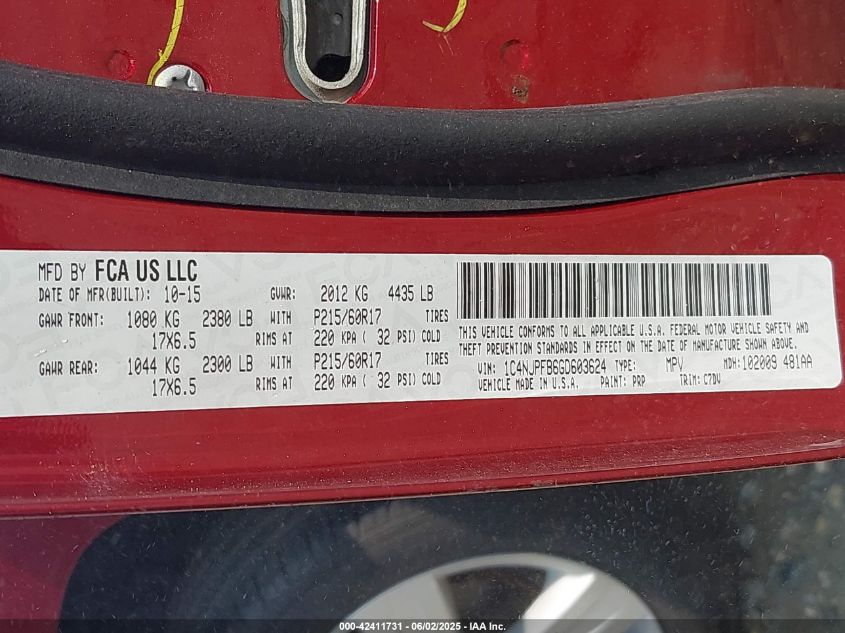 MFD BY FCA US LLC
DATE OF MFR(BUILT): 10-15 GVWR: 2012 KG 4435 LB
GAWR FRONT: 1080 KG 2380 LB WITH P215/60R17 TIRES
17X6.5 RIMS AT 220 KPA ( 32 PSI) COLD
GAWR REAR: 1044 KG 2300 LB WITH P215/60R17 TIRES
17X6.5 RIMS AT 220 KPA ( 32 PSI) COLD
THIS VEHICLE CONFORMS TO ALL APPLICABLE U.S.A. FEDERAL MOTOR VEHICLE SAFETY AND
THEFT PREVENTION STANDARDS IN EFFECT ON THE DATE OF MANUFACTURE SHOWN ABOVE.
VIN: 1C4NJPFB6GD603624 TYPE: MPV MDH: 102009 481AA
VEHICLE MADE IN U.S.A. PAINT: PRP TRIM: C7DV
000-42411731 - 06/02/2025 - IAA Inc.